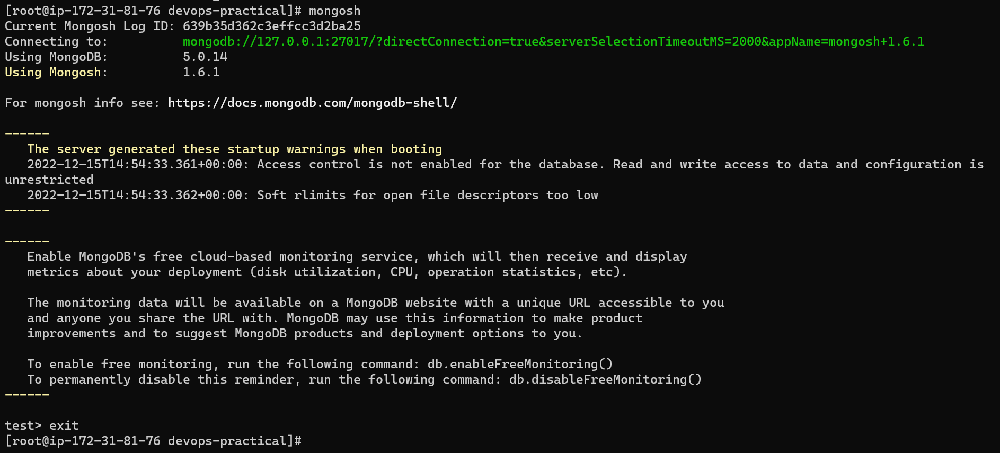 [root@ip-172-31-81-76 devops-practical]# mongosh
Current Mongosh Log ID: 639b35d362c3effcc3d2ba25
Connecting to:          mongodb://127.0.0.1:27017/?directConnection=true&serverSelectionTimeoutMS=2000&appName=mongosh+1.6.1
Using MongoDB:          5.0.14
Using Mongosh:          1.6.1
For mongosh info see: https://docs.mongodb.com/mongodb-shell/
------
   The server generated these startup warnings when booting
   2022-12-15T14:54:33.361+00:00: Access control is not enabled for the database. Read and write access to data and configuration is
unrestricted
   2022-12-15T14:54:33.362+00:00: Soft rlimits for open file descriptors too low
------
------
   Enable MongoDB's free cloud-based monitoring service, which will then receive and display
   metrics about your deployment (disk utilization, CPU, operation statistics, etc).
   The monitoring data will be available on a MongoDB website with a unique URL accessible to you
   and anyone you share the URL with. MongoDB may use this information to make product
   improvements and to suggest MongoDB products and deployment options to you.
   To enable free monitoring, run the following command: db.enableFreeMonitoring()
   To permanently disable this reminder, run the following command: db.disableFreeMonitoring()
------
test> exit
[root@ip-172-31-81-76 devops-practical]#